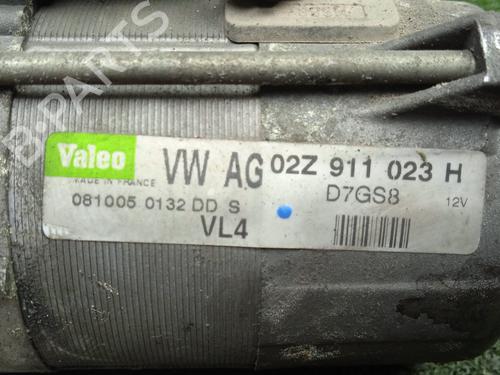 B-PARTS
Valeo
MADE IN FRANCE
VW AG 02Z 911 023 H
081005 0132 DD S
D7GS8
12V
VL4